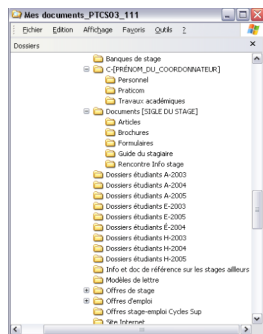 Mes documents_PTCS03_111
Fichier Edition Affichage Favoris Outils ?
Dossiers
Banques de stage
C-[PRÉNOM_DU_COORDONNATEUR]
Personnel
Praticom
Travaux académiques
Documents [SIGLE DU STAGE]
Articles
Brochures
Formulaires
Guide du stagiaire
Rencontre Info stage
Dossiers étudiants A-2003
Dossiers étudiants A-2004
Dossiers étudiants A-2005
Dossiers étudiants E-2003
Dossiers étudiants E-2005
Dossiers étudiants É-2004
Dossiers étudiants H-2003
Dossiers étudiants H-2004
Dossiers étudiants H-2005
Info et doc de référence sur les stages ailleurs
Modèles de lettre
Offres de stage
Offres d'emploi
Offres stage-emploi Cycles Sup
Site Internet